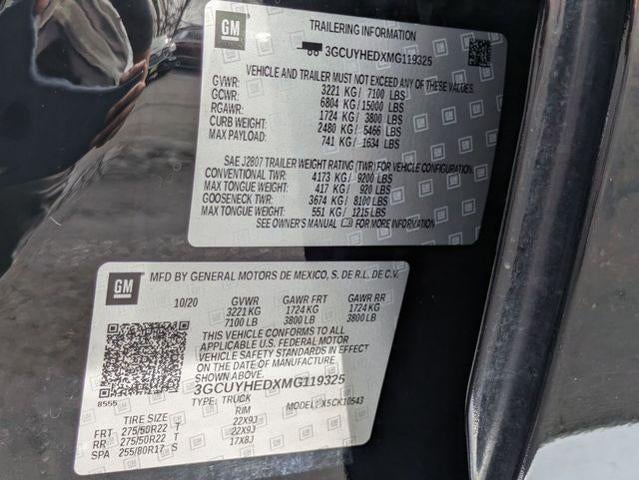 GM
TRAILERING INFORMATION
3GCUYHEDXMG119325
VEHICLE AND TRAILER MUST NOT EXCEED ANY OF THESE VALUES
GVWR: 3221 KG / 7100 LBS
GCWR: 6804 KG / 15000 LBS
RGAWR: 1724 KG / 3800 LBS
CURB WEIGHT: 2480 KG / 5466 LBS
MAX PAYLOAD: 741 KG / 1634 LBS
SAE J2807 TRAILER WEIGHT RATING (TWR) FOR VEHICLE CONFIGURATION
CONVENTIONAL TWR: 4173 KG / 9200 LBS
MAX TONGUE WEIGHT: 417 KG / 920 LBS
GOOSENECK TWR: 3674 KG / 8100 LBS
MAX TONGUE WEIGHT: 551 KG / 1215 LBS
SEE OWNER'S MANUAL FOR MORE INFORMATION
GM
MFD BY GENERAL MOTORS DE MEXICO, S. DE R.L. DE C.V.
10/20 GVWR GAWR FRT GAWR RR
3221 KG 1724 KG 1724 KG
7100 LB 3800 LB 3800 LB
THIS VEHICLE CONFORMS TO ALL
APPLICABLE U.S. FEDERAL MOTOR
VEHICLE SAFETY STANDARDS IN EFFECT
ON THE DATE OF MANUFACTURE
SHOWN ABOVE.
3GCUYHEDXMG119325
8555
TYPE: TRUCK MODEL:
TIRE SIZE RIM
FRT 275/50R22 T 22X9J
RR 275/50R22 T 22X9J
SPA 255/80R17 S 17X8J